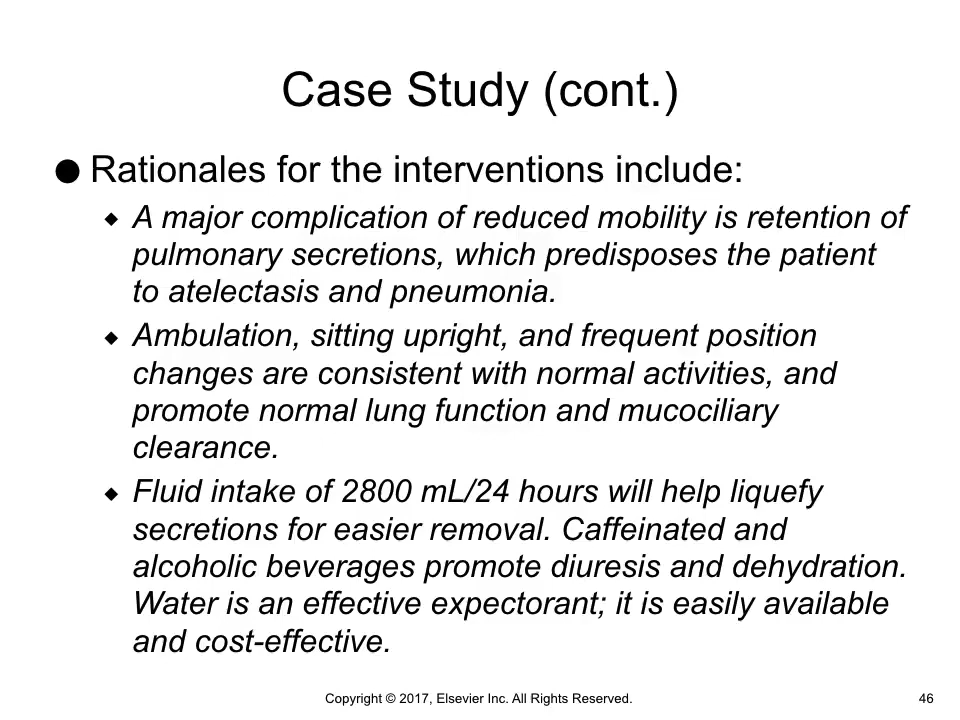 Case Study (cont.)
● Rationales for the interventions include:
◆ A major complication of reduced mobility is retention of
pulmonary secretions, which predisposes the patient
to atelectasis and pneumonia.
◆ Ambulation, sitting upright, and frequent position
changes are consistent with normal activities, and
promote normal lung function and mucociliary
clearance.
◆ Fluid intake of 2800 mL/24 hours will help liquefy
secretions for easier removal. Caffeinated and
alcoholic beverages promote diuresis and dehydration.
Water is an effective expectorant; it is easily available
and cost-effective.
Copyright © 2017, Elsevier Inc. All Rights Reserved. 46